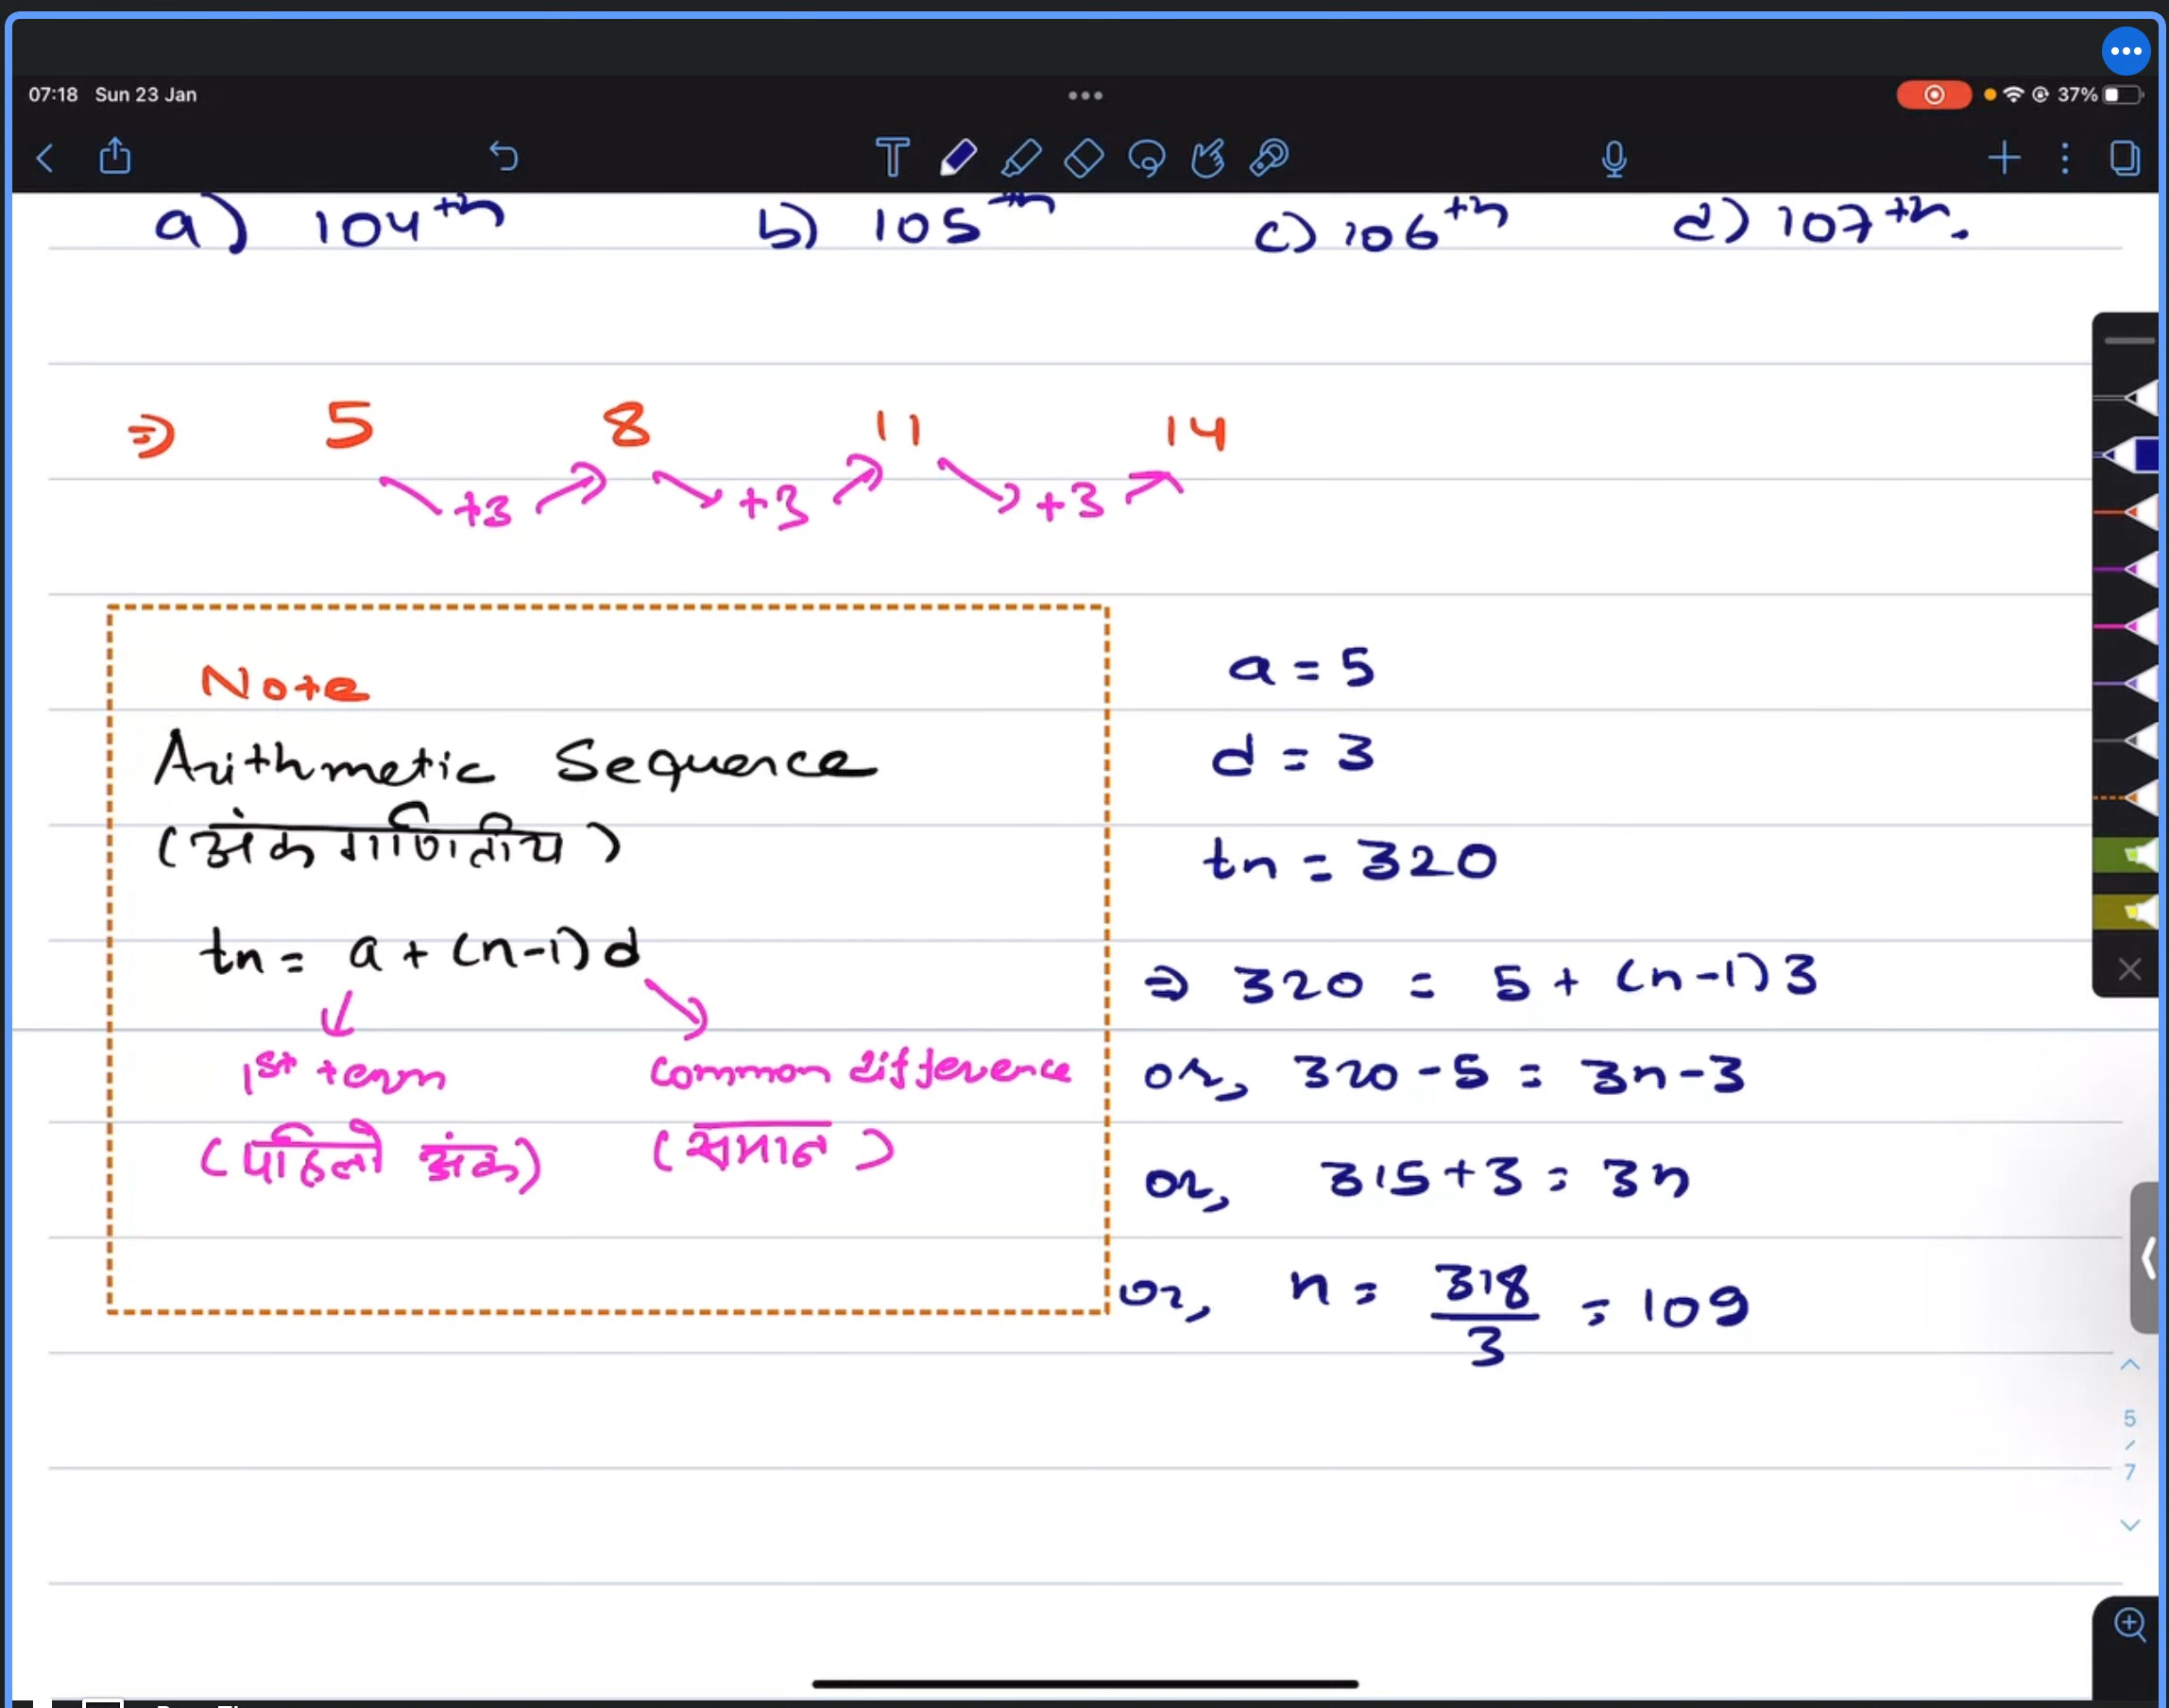 07:18 Sun 23 Jan
37%
a) 104th b) 105th c) 106th d) 107th.
⇒ 5 8 11 14
+3 +3 +3
Note
Arithmetic Sequence
(अंक गाणितीय)
tn = a + (n-1)d
1st term common difference
(पहिलो अंक) (समान)
a = 5
d = 3
tn = 320
⇒ 320 = 5 + (n-1)3
or, 320 - 5 = 3n - 3
or, 315 + 3 = 3n
or, n = 318/3 = 109
5
/
7